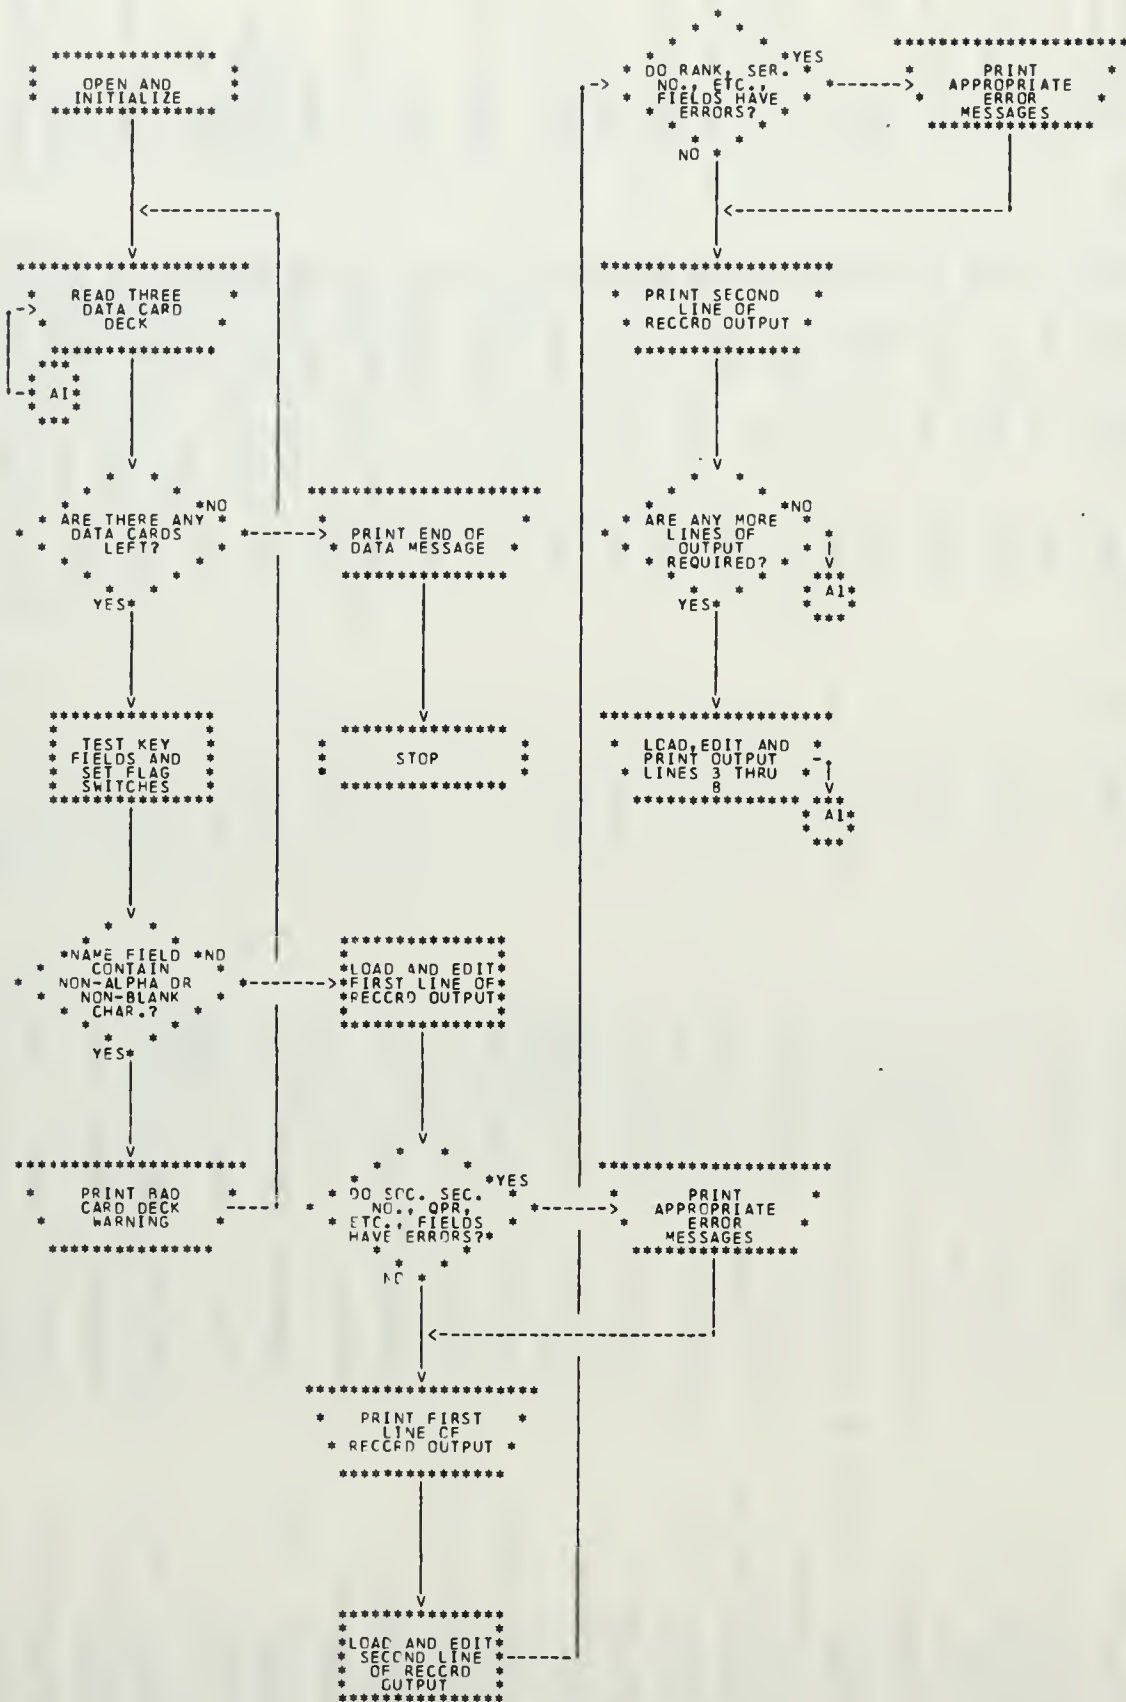 OPEN AND
INITIALIZE
READ THREE
DATA CARD
DECK
AI
ARE THERE ANY
DATA CARDS
LEFT?
NO
YES
PRINT END OF
DATA MESSAGE
STOP
TEST KEY
FIELDS AND
SET FLAG
SWITCHES
NAME FIELD
CONTAIN
NON-ALPHA OR
NON-BLANK
CHAR.?
NO
YES
PRINT BAD
CARD DECK
WARNING
LOAD AND EDIT
FIRST LINE OF
RECCRD OUTPUT
DO SOC. SEC.
NO., QPR,
ETC., FIELDS
HAVE ERRORS?
YES
NO
PRINT
APPROPRIATE
ERROR
MESSAGES
PRINT FIRST
LINE CF
RECCRD OUTPUT
LOAD AND EDIT
SECOND LINE
OF RECCRD
OUTPUT
DO RANK, SER.
NO., ETC.,
FIELDS HAVE
ERRORS?
YES
NO
PRINT
APPROPRIATE
ERROR
MESSAGES
PRINT SECOND
LINE OF
RECCRD OUTPUT
ARE ANY MORE
LINES OF
OUTPUT
REQUIRED?
NO
A1
YES
LOAD,EDIT AND
PRINT OUTPUT
LINES 3 THRU
8
A1